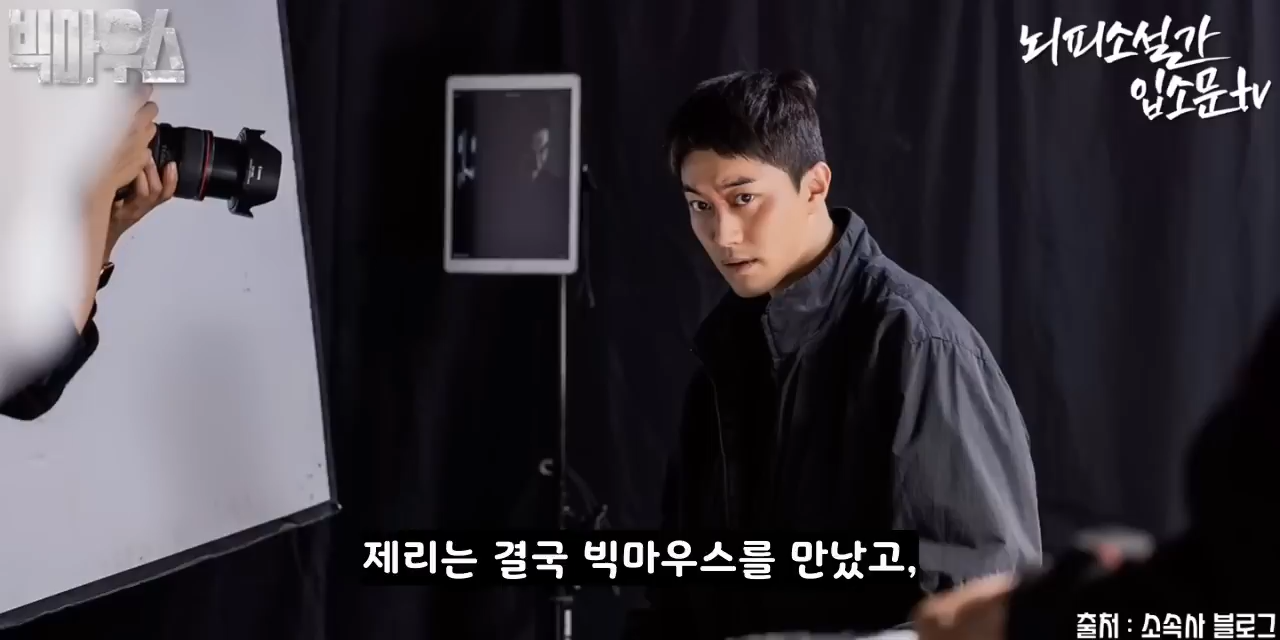 빅마우스
뇌피소설가
입소문tv
제리는 결국 빅마우스를 만났고,
출처 : 소속사 블로그